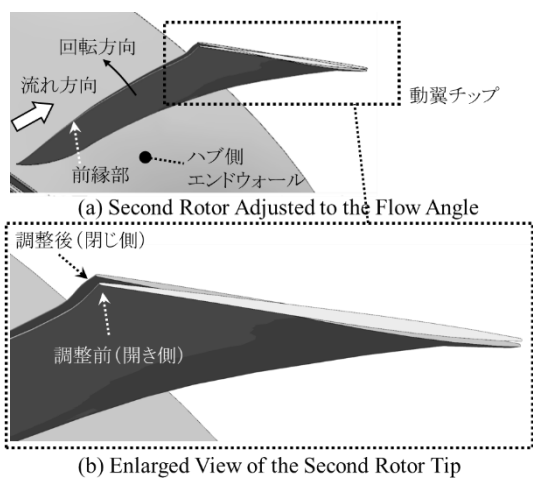 回転方向
流れ方向
動翼チップ
前縁部
ハブ側
エンドウォール
(a) Second Rotor Adjusted to the Flow Angle
調整後(閉じ側)
調整前(開き側)
(b) Enlarged View of the Second Rotor Tip